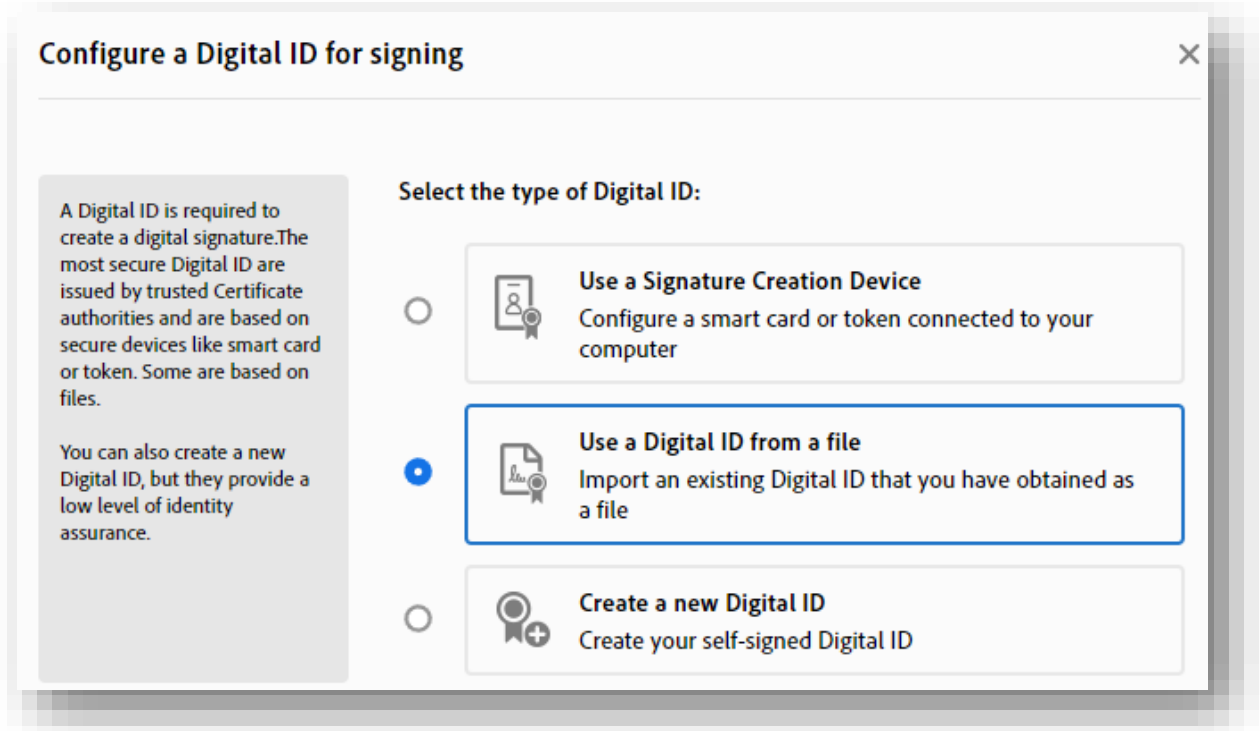 Configure a Digital ID for signing
A Digital ID is required to
create a digital signature.The
most secure Digital ID are
issued by trusted Certificate
authorities and are based on
secure devices like smart card
or token. Some are based on
files.
You can also create a new
Digital ID, but they provide a
low level of identity
assurance.
Select the type of Digital ID:
Use a Signature Creation Device
Configure a smart card or token connected to your
computer
Use a Digital ID from a file
Import an existing Digital ID that you have obtained as
a file
Create a new Digital ID
Create your self-signed Digital ID